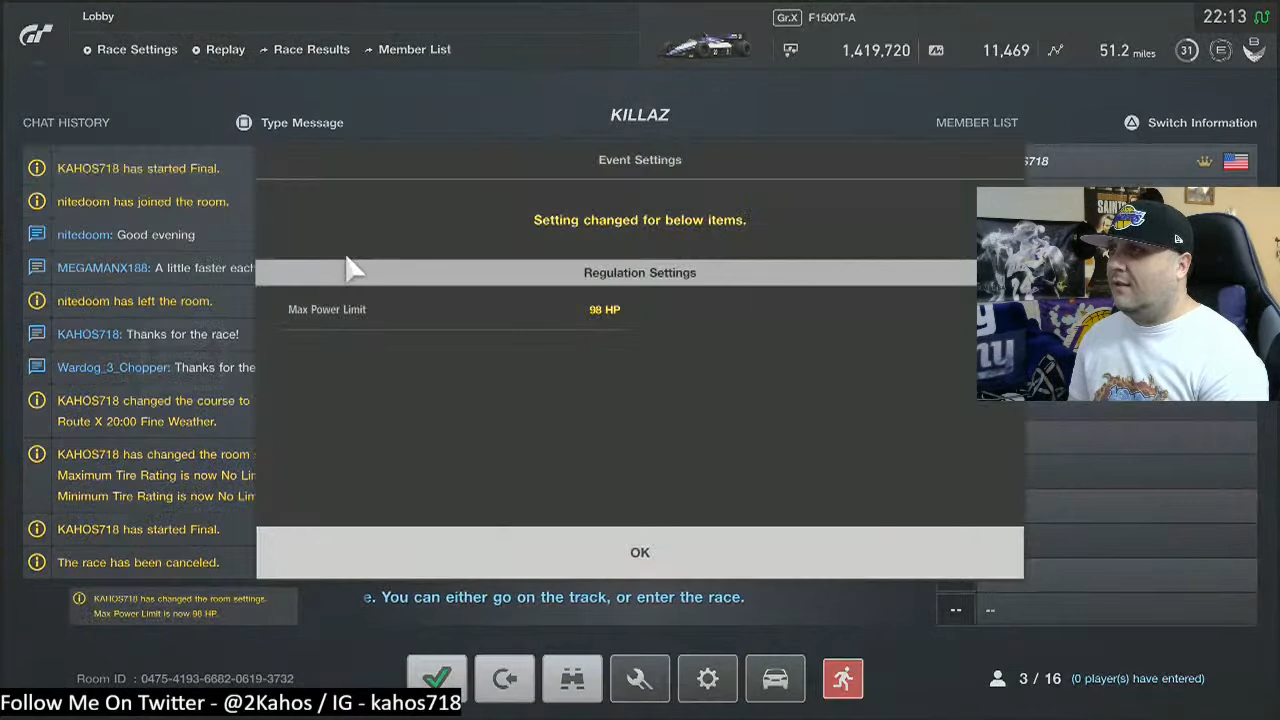 Lobby
Gr.X F1500T-A
22:13
Race Settings Replay Race Results Member List
1,419,720 11,469 51.2 miles 31 E B
KILLAZ
CHAT HISTORY Type Message MEMBER LIST Switch Information
Event Settings
Setting changed for below items.
Regulation Settings
Max Power Limit 98 HP
OK
KAHOS718 has started Final.
nitedoom has joined the room.
nitedoom: Good evening
MEGAMANX188: A little faster each
nitedoom has left the room.
KAHOS718: Thanks for the race!
Wardog_3_Chopper: Thanks for the
KAHOS718 changed the course to
Route X 20:00 Fine Weather.
KAHOS718 has changed the room
Maximum Tire Rating is now No Lin
Minimum Tire Rating is now No Lin
KAHOS718 has started Final.
The race has been canceled.
KAHOS718 has changed the room settings.
Max Power Limit is now 98 HP.
S718
SAINTS
e. You can either go on the track, or enter the race.
-- --
Room ID : 0475-4193-6682-0619-3732
3 / 16 (0 player(s) have entered)
Follow Me On Twitter - @2Kahos / IG - kahos718